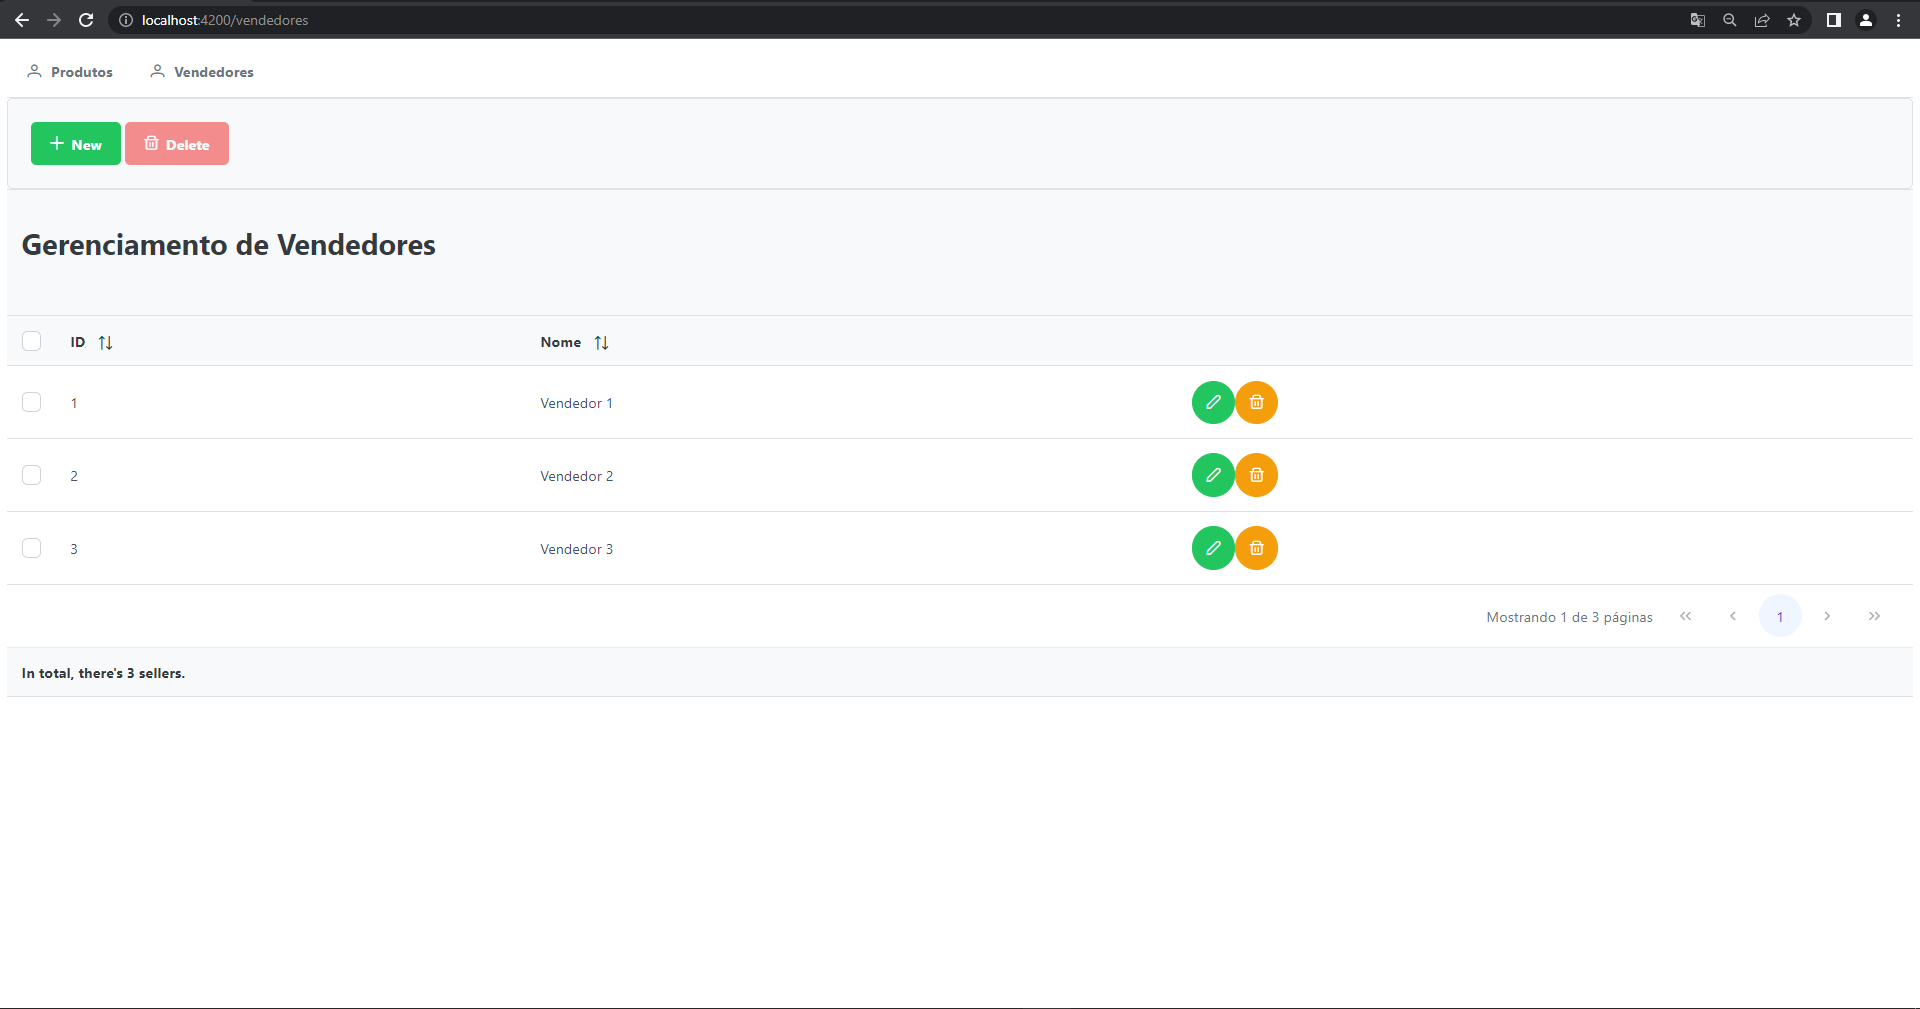 localhost:4200/vendedores
Produtos Vendedores
New Delete
Gerenciamento de Vendedores
ID Nome
1 Vendedor 1
2 Vendedor 2
3 Vendedor 3
Mostrando 1 de 3 páginas 1
In total, there's 3 sellers.